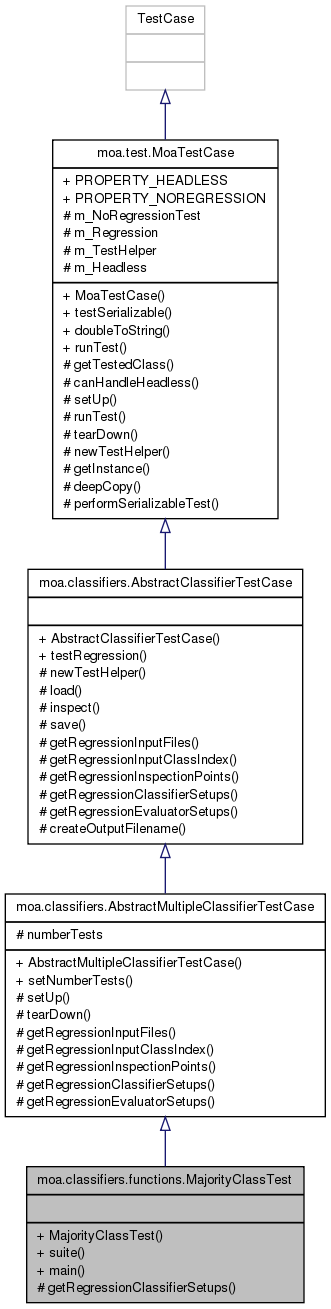 TestCase
moa.test.MoaTestCase
+ PROPERTY_HEADLESS
+ PROPERTY_NOREGRESSION
# m_NoRegressionTest
# m_Regression
# m_TestHelper
# m_Headless
+ MoaTestCase()
+ testSerializable()
+ doubleToString()
+ runTest()
# getTestedClass()
# canHandleHeadless()
# setUp()
# runTest()
# tearDown()
# newTestHelper()
# getInstance()
# deepCopy()
# performSerializableTest()
moa.classifiers.AbstractClassifierTestCase
+ AbstractClassifierTestCase()
+ testRegression()
# newTestHelper()
# load()
# inspect()
# save()
# getRegressionInputFiles()
# getRegressionInputClassIndex()
# getRegressionInspectionPoints()
# getRegressionClassifierSetups()
# getRegressionEvaluatorSetups()
# createOutputFilename()
moa.classifiers.AbstractMultipleClassifierTestCase
# numberTests
+ AbstractMultipleClassifierTestCase()
+ setNumberTests()
# setUp()
# tearDown()
# getRegressionInputFiles()
# getRegressionInputClassIndex()
# getRegressionInspectionPoints()
# getRegressionClassifierSetups()
# getRegressionEvaluatorSetups()
moa.classifiers.functions.MajorityClassTest
+ MajorityClassTest()
+ suite()
+ main()
# getRegressionClassifierSetups()